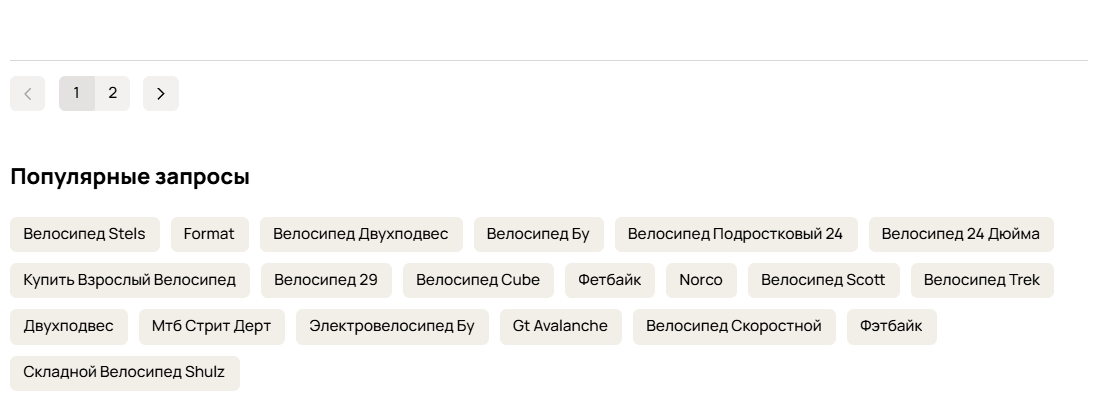 1 2
Популярные запросы
Велосипед Stels Format Велосипед Двухподвес Велосипед Бу Велосипед Подростковый 24 Велосипед 24 Дюйма
Купить Взрослый Велосипед Велосипед 29 Велосипед Cube Фетбайк Norco Велосипед Scott Велосипед Trek
Двухподвес Мтб Стрит Дерт Электровелосипед Бу Gt Avalanche Велосипед Скоростной Фэтбайк
Складной Велосипед Shulz